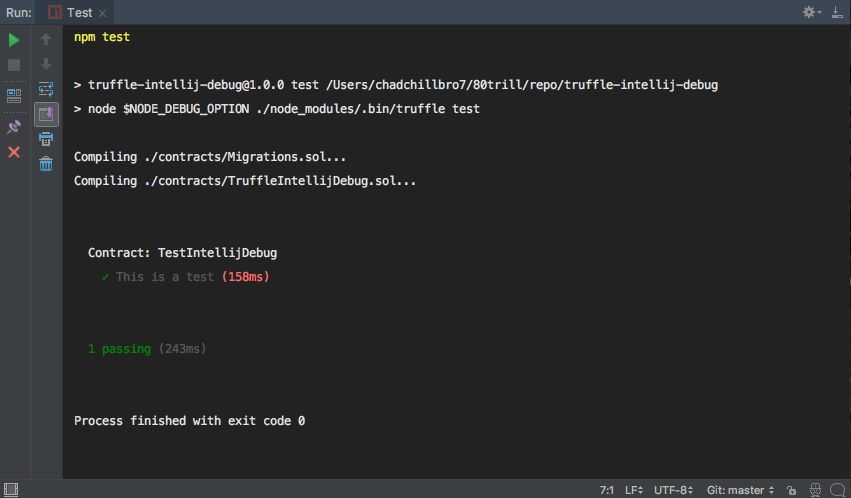 Run: Test
npm test
> truffle-intellij-debug@1.0.0 test /Users/chadchillbro7/80trill/repo/truffle-intellij-debug
> node $NODE_DEBUG_OPTION ./node_modules/.bin/truffle test
Compiling ./contracts/Migrations.sol...
Compiling ./contracts/TruffleIntellijDebug.sol...
Contract: TestIntellijDebug
✓ This is a test (158ms)
1 passing (243ms)
Process finished with exit code 0
7:1 LF UTF-8 Git: master